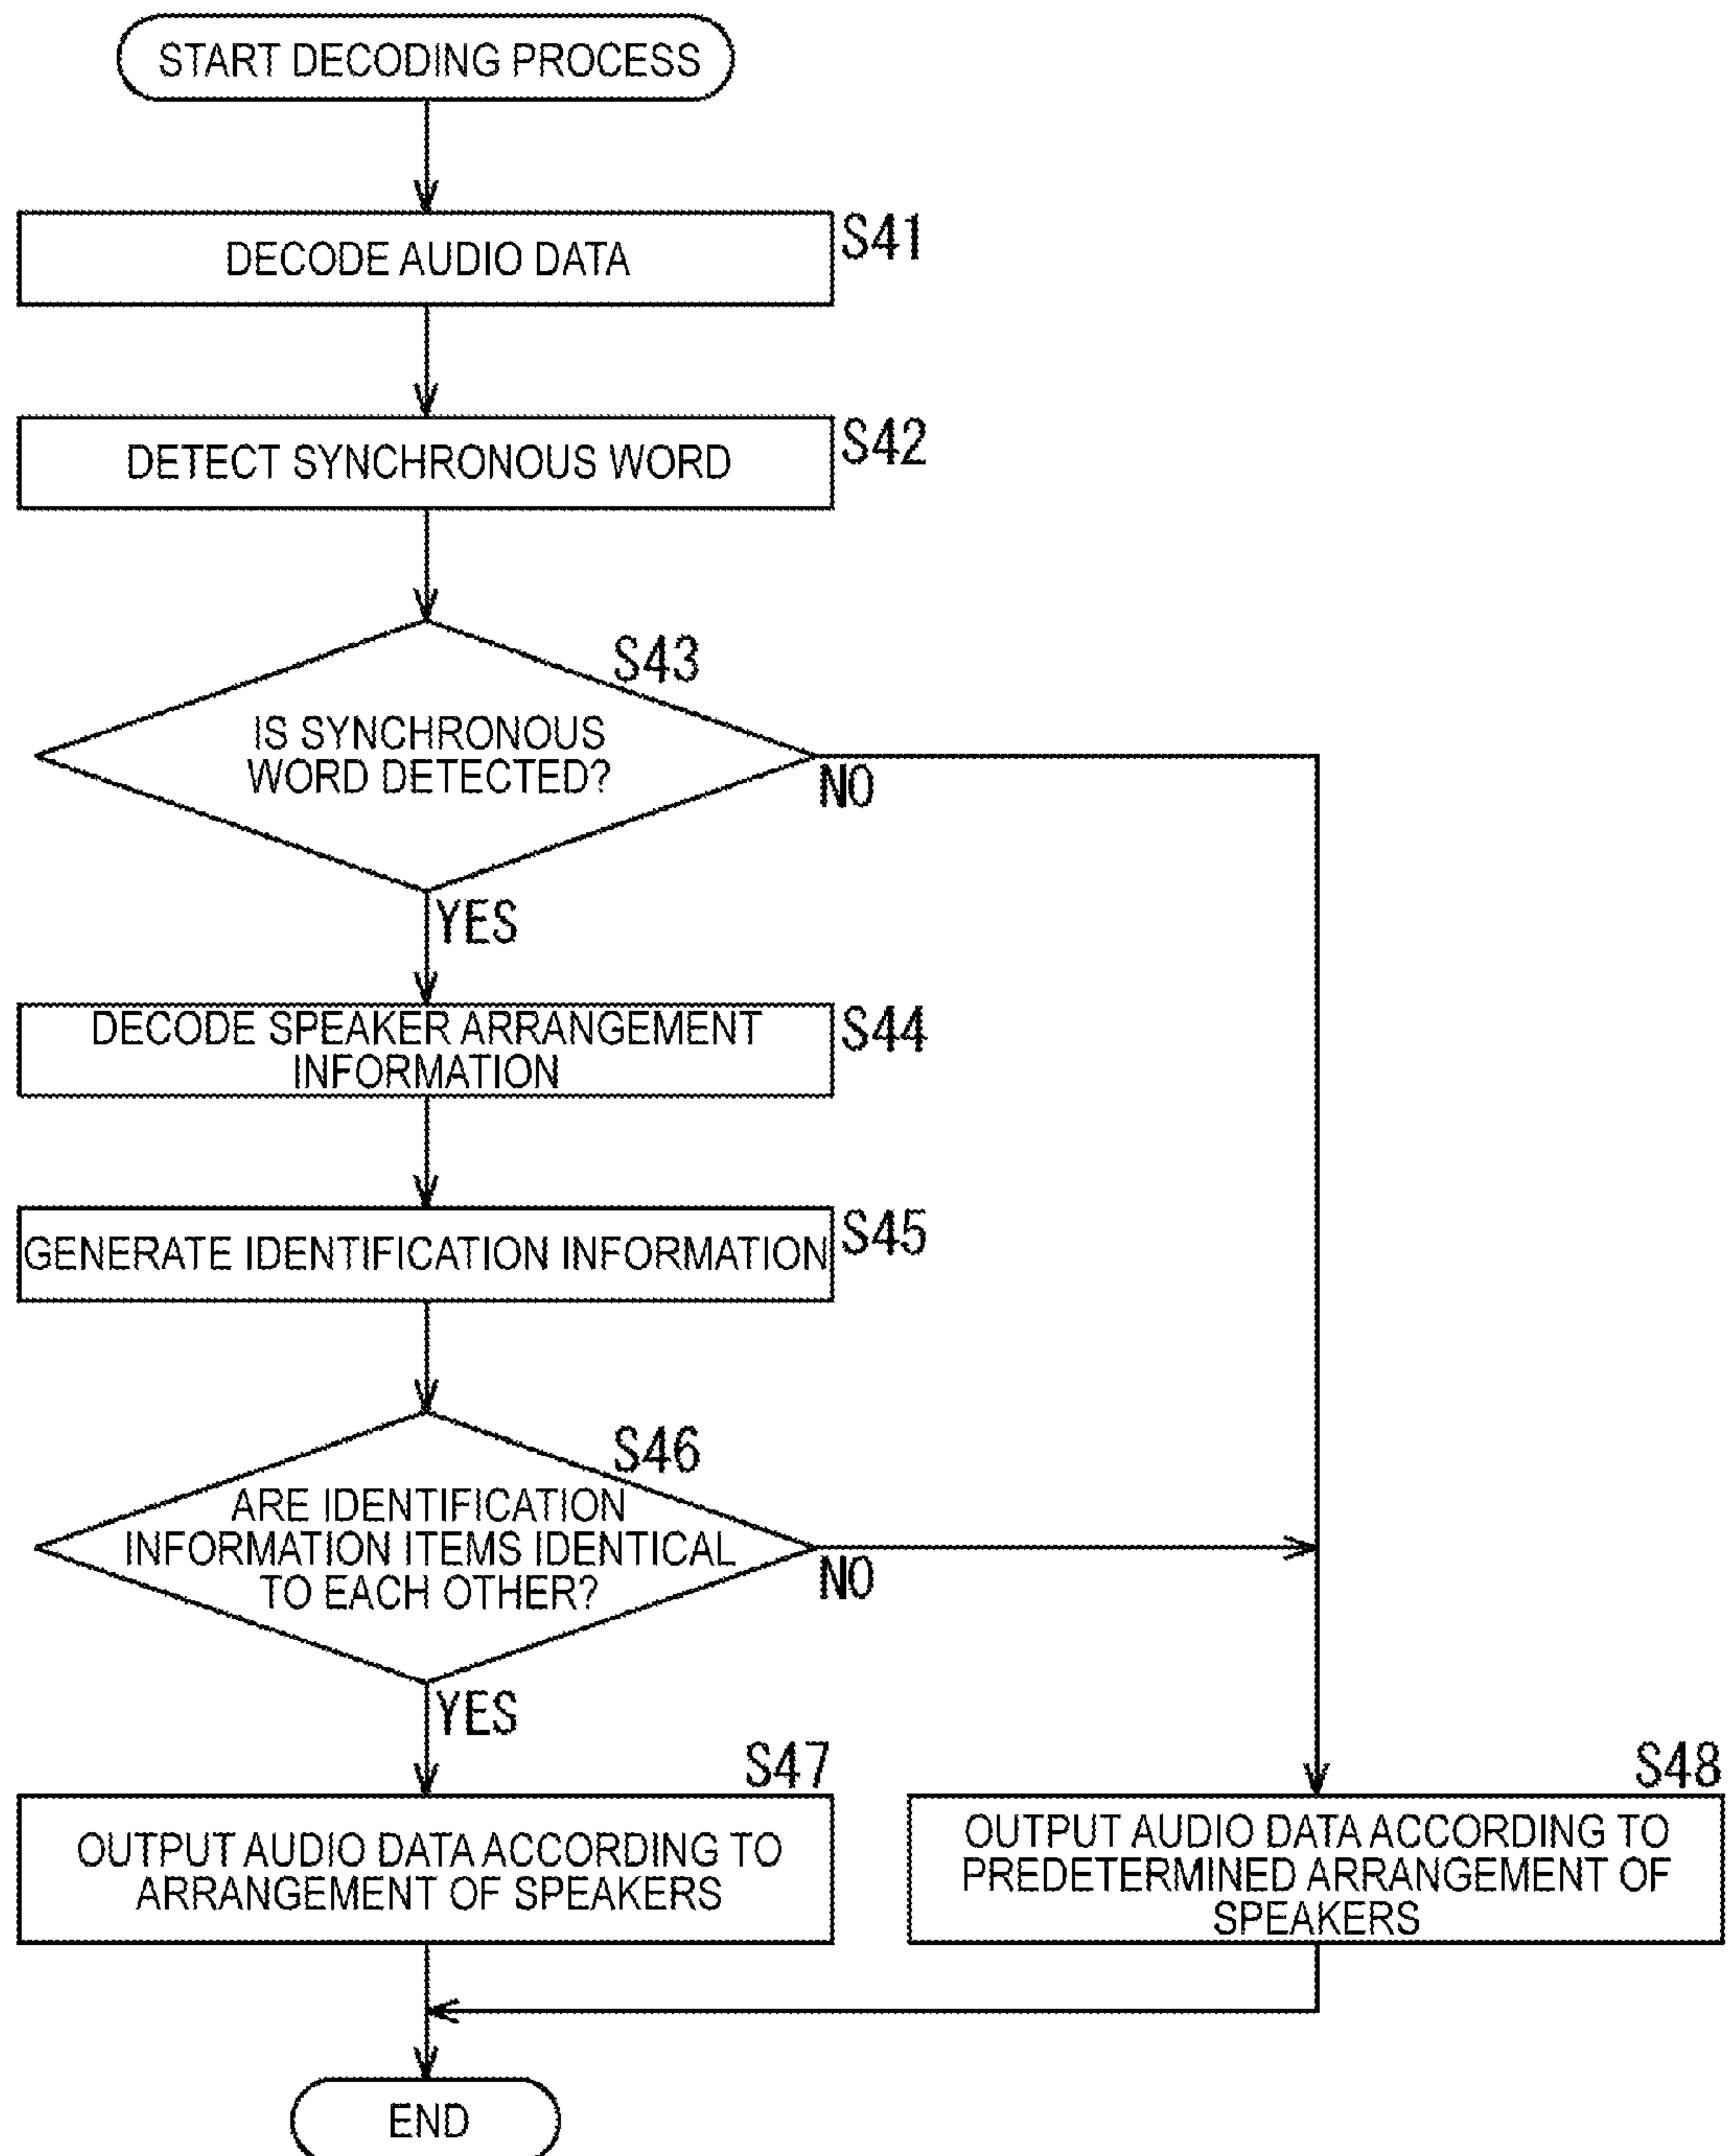 START DECODING PROCESS
S41
DECODE AUDIO DATA
S42
DETECT SYNCHRONOUS WORD
S43
IS SYNCHRONOUS
WORD DETECTED?
NO
YES
S44
DECODE SPEAKER ARRANGEMENT
INFORMATION
S45
GENERATE IDENTIFICATION INFORMATION
S46
ARE IDENTIFICATION
INFORMATION ITEMS IDENTICAL
TO EACH OTHER?
NO
YES
S47
OUTPUT AUDIO DATA ACCORDING TO
ARRANGEMENT OF SPEAKERS
S48
OUTPUT AUDIO DATA ACCORDING TO
PREDETERMINED ARRANGEMENT OF
SPEAKERS
END